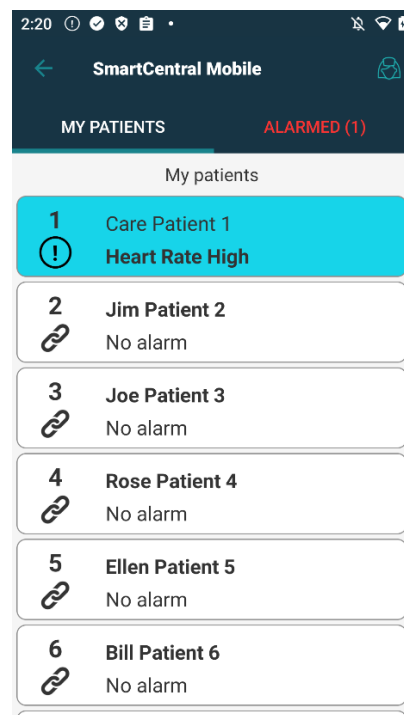 2:20
SmartCentral Mobile
MY PATIENTS
ALARMED (1)
My patients
1
Care Patient 1
Heart Rate High
2
Jim Patient 2
No alarm
3
Joe Patient 3
No alarm
4
Rose Patient 4
No alarm
5
Ellen Patient 5
No alarm
6
Bill Patient 6
No alarm